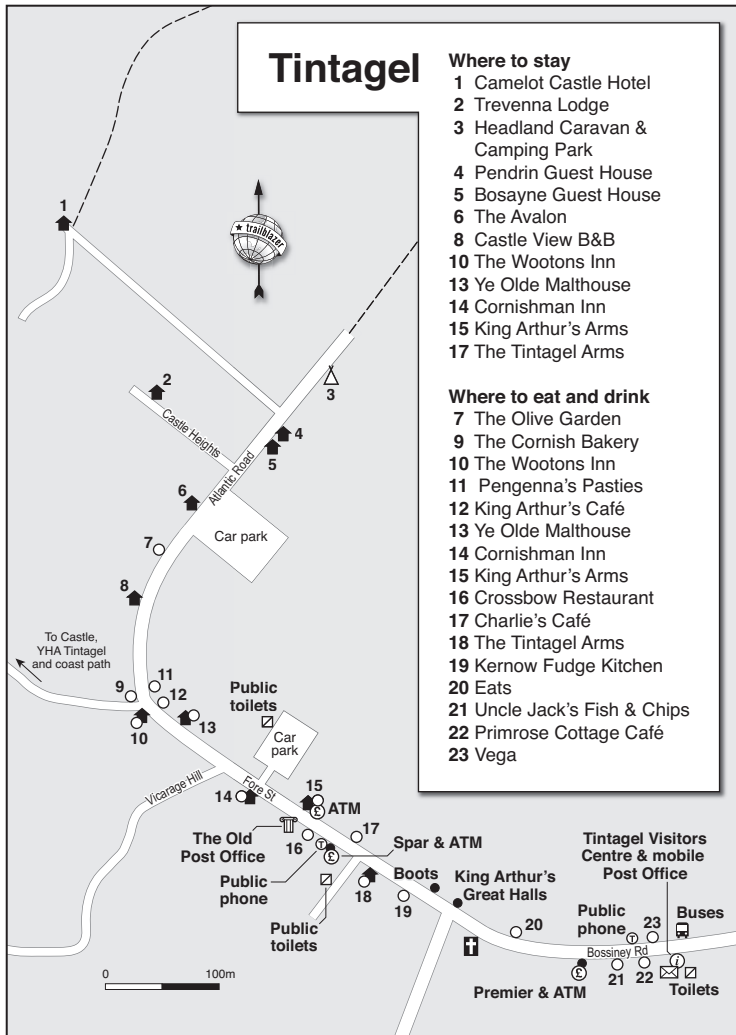 Tintagel
Where to stay
1 Camelot Castle Hotel
2 Trevenna Lodge
3 Headland Caravan &
Camping Park
4 Pendrin Guest House
5 Bosayne Guest House
6 The Avalon
8 Castle View B&B
10 The Wootons Inn
13 Ye Olde Malthouse
14 Cornishman Inn
15 King Arthur's Arms
17 The Tintagel Arms
Where to eat and drink
7 The Olive Garden
9 The Cornish Bakery
10 The Wootons Inn
11 Pengenna's Pasties
12 King Arthur's Café
13 Ye Olde Malthouse
14 Cornishman Inn
15 King Arthur's Arms
16 Crossbow Restaurant
17 Charlie's Café
18 The Tintagel Arms
19 Kernow Fudge Kitchen
20 Eats
21 Uncle Jack's Fish & Chips
22 Primrose Cottage Café
23 Vega
1
trailblazer
2
3
Castle Heights
4
5
Atlantic Road
6
Car park
7
8
To Castle,
YHA Tintagel
and coast path
9
11
12
10
13
Public
toilets
Car
park
Vicarage Hill
Fore St
14
15
£
ATM
The Old
Post Office
16
17
T
£
Spar & ATM
Public
phone
Public
toilets
18
Boots
19
King Arthur's
Great Halls
Tintagel Visitors
Centre & mobile
Post Office
20
Public
phone
T
23
Buses
Bossiney Rd
£
Premier & ATM
21
22
i
Toilets
0
100m